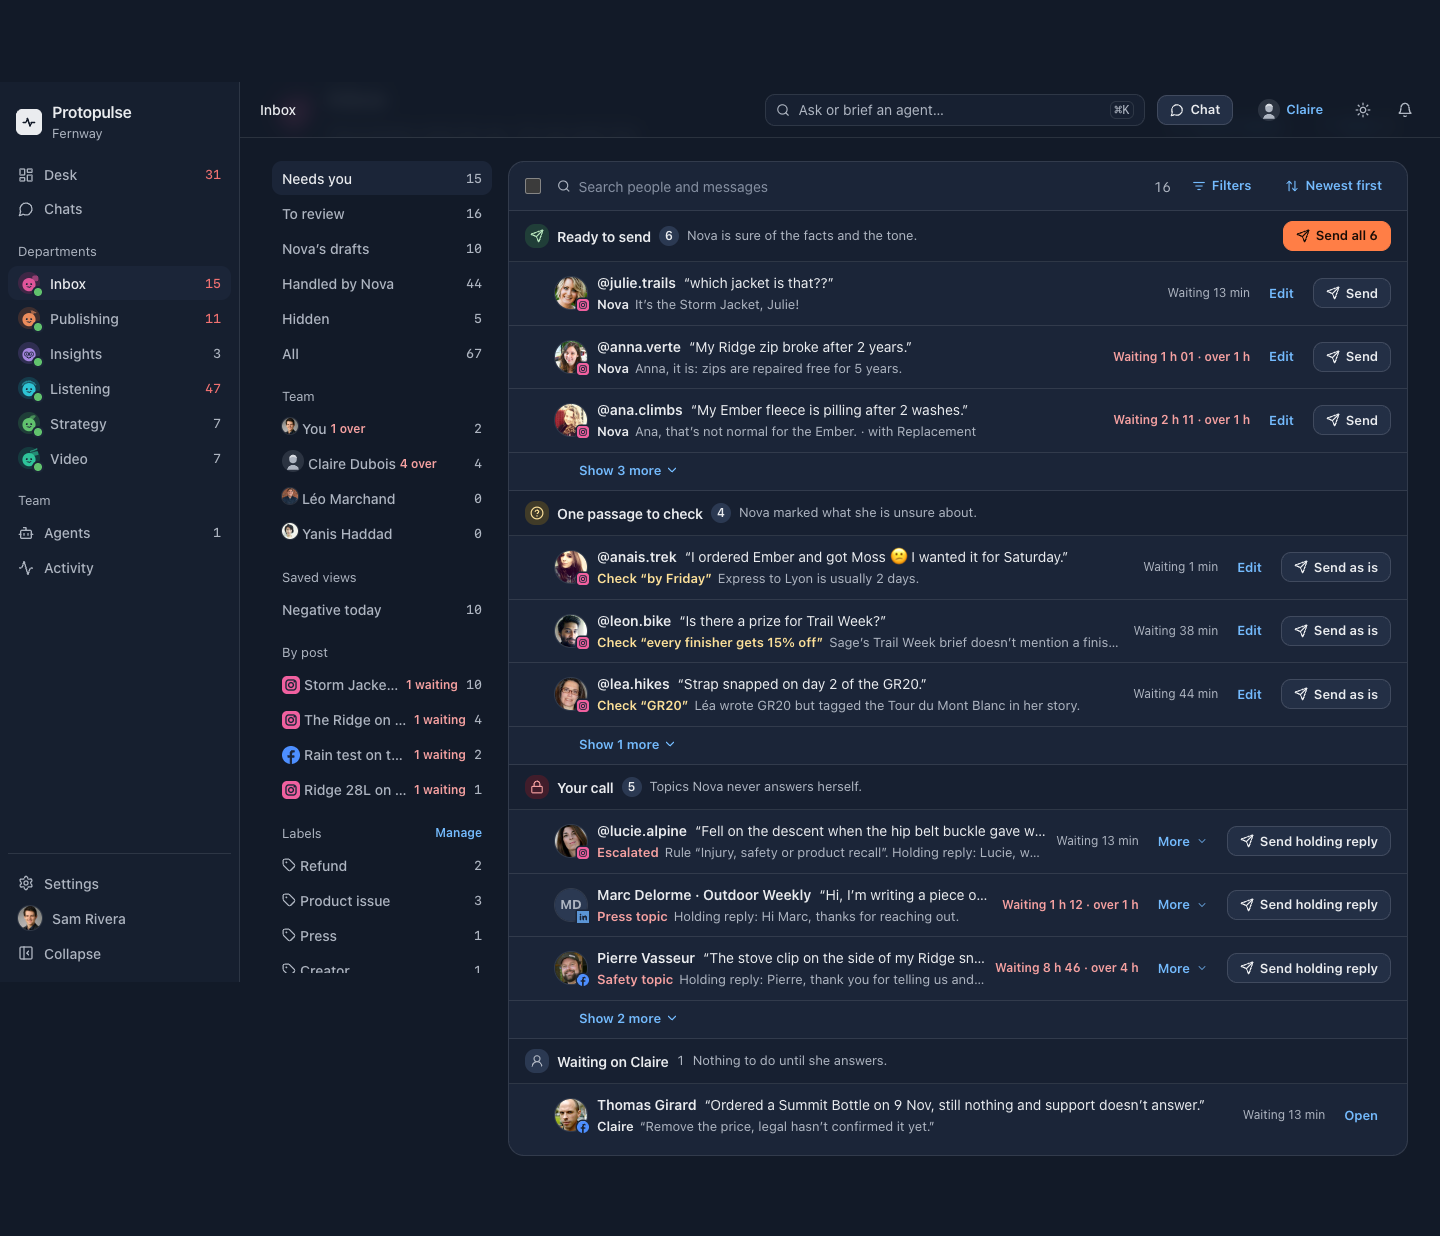 Protopulse
Fernway
Desk 31
Chats
Departments
Inbox 15
Publishing 11
Insights 3
Listening 47
Strategy 7
Video 7
Team
Agents 1
Activity
Settings
Sam Rivera
Collapse
Inbox
Ask or brief an agent… ⌘K
Chat
Claire
Needs you 15
To review 16
Nova’s drafts 10
Handled by Nova 44
Hidden 5
All 67
Team
You 1 over 2
Claire Dubois 4 over 4
Léo Marchand 0
Yanis Haddad 0
Saved views
Negative today 10
By post
Storm Jacke… 1 waiting 10
The Ridge on … 1 waiting 4
Rain test on t… 1 waiting 2
Ridge 28L on … 1 waiting 1
Labels Manage
Refund 2
Product issue 3
Press 1
Creator 1
Search people and messages 16 Filters Newest first
Ready to send 6 Nova is sure of the facts and the tone. Send all 6
@julie.trails “which jacket is that??”
Nova It’s the Storm Jacket, Julie!
Waiting 13 min Edit Send
@anna.verte “My Ridge zip broke after 2 years.”
Nova Anna, it is: zips are repaired free for 5 years.
Waiting 1 h 01 · over 1 h Edit Send
@ana.climbs “My Ember fleece is pilling after 2 washes.”
Nova Ana, that’s not normal for the Ember. · with Replacement
Waiting 2 h 11 · over 1 h Edit Send
Show 3 more
One passage to check 4 Nova marked what she is unsure about.
@anais.trek “I ordered Ember and got Moss 😕 I wanted it for Saturday.”
Check “by Friday” Express to Lyon is usually 2 days.
Waiting 1 min Edit Send as is
@leon.bike “Is there a prize for Trail Week?”
Check “every finisher gets 15% off” Sage’s Trail Week brief doesn’t mention a finis…
Waiting 38 min Edit Send as is
@lea.hikes “Strap snapped on day 2 of the GR20.”
Check “GR20” Léa wrote GR20 but tagged the Tour du Mont Blanc in her story.
Waiting 44 min Edit Send as is
Show 1 more
Your call 5 Topics Nova never answers herself.
@lucie.alpine “Fell on the descent when the hip belt buckle gave w…
Escalated Rule “Injury, safety or product recall”. Holding reply: Lucie, w…
Waiting 13 min More Send holding reply
MD
Marc Delorme · Outdoor Weekly “Hi, I’m writing a piece o…
Press topic Holding reply: Hi Marc, thanks for reaching out.
Waiting 1 h 12 · over 1 h More Send holding reply
Pierre Vasseur “The stove clip on the side of my Ridge sn…
Safety topic Holding reply: Pierre, thank you for telling us and…
Waiting 8 h 46 · over 4 h More Send holding reply
Show 2 more
Waiting on Claire 1 Nothing to do until she answers.
Thomas Girard “Ordered a Summit Bottle on 9 Nov, still nothing and support doesn’t answer.”
Claire “Remove the price, legal hasn’t confirmed it yet.”
Waiting 13 min Open